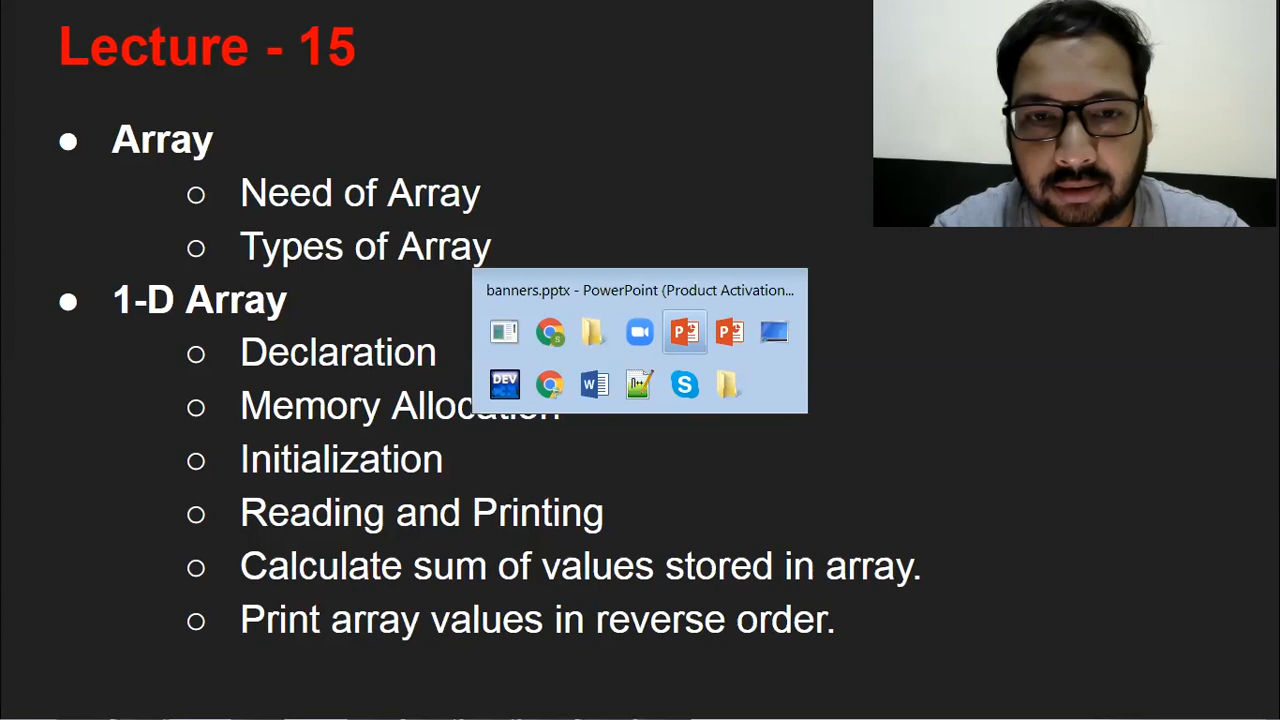 Lecture - 15
● Array
○ Need of Array
○ Types of Array
● 1-D Array
banners.pptx - PowerPoint (Product Activation...
○ Declaration
DEV
W
S
○ Memory Allocation
○ Initialization
○ Reading and Printing
○ Calculate sum of values stored in array.
○ Print array values in reverse order.